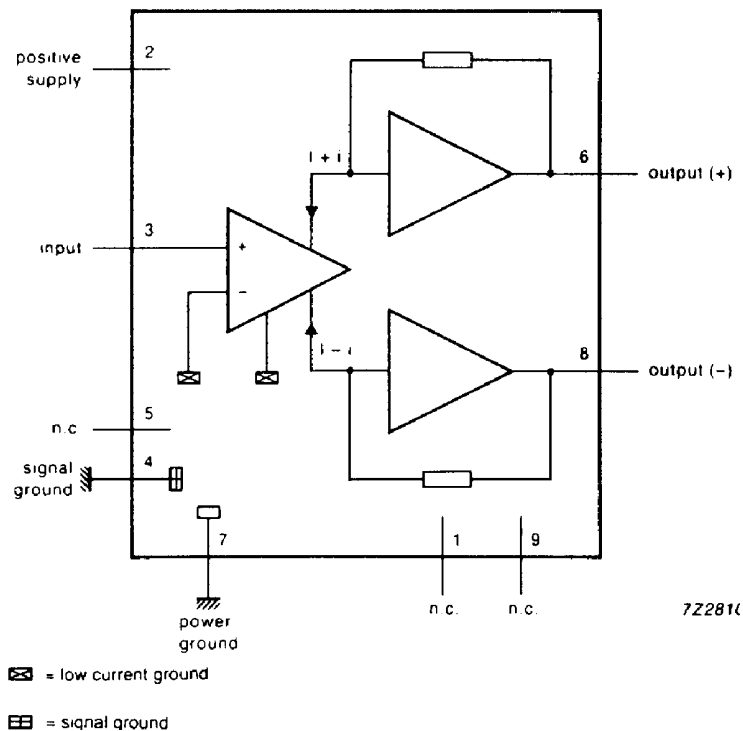 positive supply
2
I + i
6
output (+)
input
3
+
−
I − i
8
output (−)
n.c
5
signal ground
4
7
power ground
1
n.c.
9
n.c.
= low current ground
= signal ground